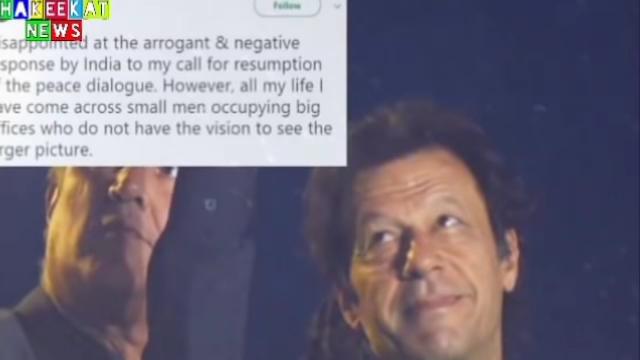 HAKEEKAT
NEWS
Follow
isappointed at the arrogant & negative
sponse by India to my call for resumption
the peace dialogue. However, all my life I
ave come across small men occupying big
ffices who do not have the vision to see the
rger picture.